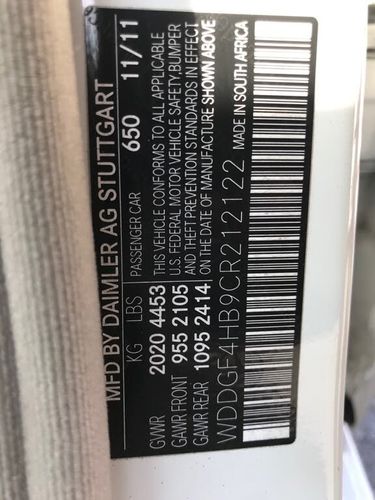 MFD BY DAIMLER AG STUTTGART
650 11/11
KG LBS PASSENGER CAR
GVWR 2020 4453
GAWR FRONT 955 2105
GAWR REAR 1095 2414
THIS VEHICLE CONFORMS TO ALL APPLICABLE
U.S. FEDERAL MOTOR VEHICLE SAFETY, BUMPER
AND THEFT PREVENTION STANDARDS IN EFFECT
ON THE DATE OF MANUFACTURE SHOWN ABOVE
WDDGF4HB9CR212122 MADE IN SOUTH AFRICA